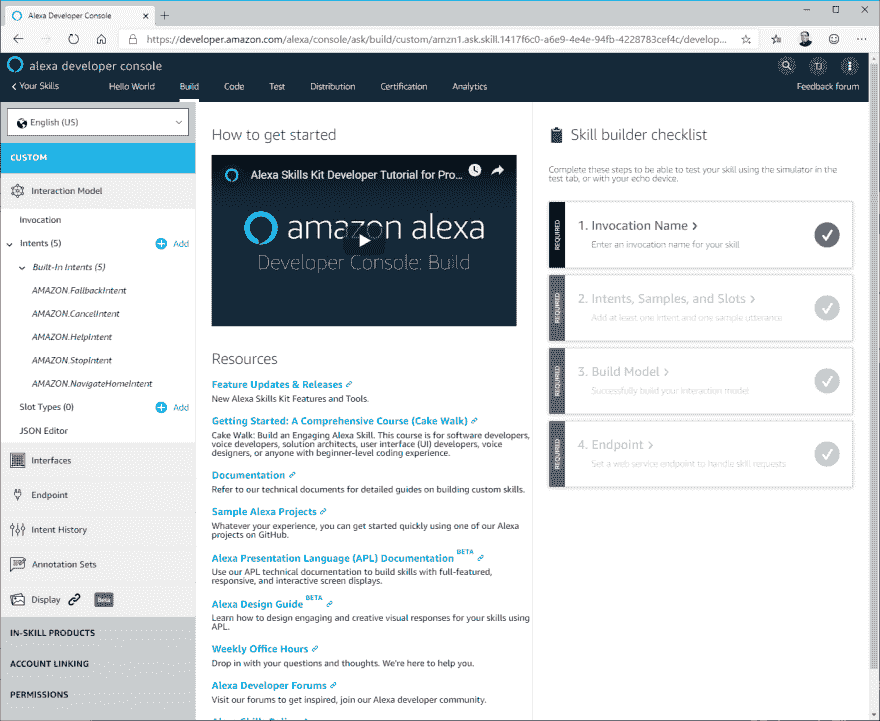 Alexa Developer Console
https://developer.amazon.com/alexa/console/ask/build/custom/amzn1.ask.skill.1417f6c0-a6e9-4e4e-94fb-4228783cef4c/develop...
alexa developer console
TJ
Your Skills
Hello World
Build
Code
Test
Distribution
Certification
Analytics
Feedback forum
English (US)
CUSTOM
Interaction Model
Invocation
Intents (5)
Add
Built-In Intents (5)
AMAZON.FallbackIntent
AMAZON.CancelIntent
AMAZON.HelpIntent
AMAZON.StopIntent
AMAZON.NavigateHomeIntent
Slot Types (0)
Add
JSON Editor
Interfaces
Endpoint
Intent History
Annotation Sets
Display
Beta
IN-SKILL PRODUCTS
ACCOUNT LINKING
PERMISSIONS
How to get started
Alexa Skills Kit Developer Tutorial for Pro...
amazon alexa
Developer Console: Build
Resources
Feature Updates & Releases
New Alexa Skills Kit Features and Tools.
Getting Started: A Comprehensive Course (Cake Walk)
Cake Walk: Build an Engaging Alexa Skill. This course is for software developers,
voice developers, solution architects, user interface (UI) developers, voice
designers, or anyone with beginner-level coding experience.
Documentation
Refer to our technical documents for detailed guides on building custom skills.
Sample Alexa Projects
Whatever your experience, you can get started quickly using one of our Alexa
projects on GitHub.
Alexa Presentation Language (APL) Documentation BETA
Use our APL technical documentation to build skills with full-featured,
responsive, and interactive screen displays.
Alexa Design Guide BETA
Learn how to design engaging and creative visual responses for your skills using
APL.
Weekly Office Hours
Drop in with your questions and thoughts. We're here to help you.
Alexa Developer Forums
Visit our forums to get inspired, join our Alexa developer community.
Skill builder checklist
Complete these steps to be able to test your skill using the simulator in the
test tab, or with your echo device.
REQUIRED
1. Invocation Name
Enter an invocation name for your skill
REQUIRED
2. Intents, Samples, and Slots
Add at least one intent and one sample utterance
REQUIRED
3. Build Model
Successfully build your interaction model
REQUIRED
4. Endpoint
Set a web-service endpoint to handle skill requests